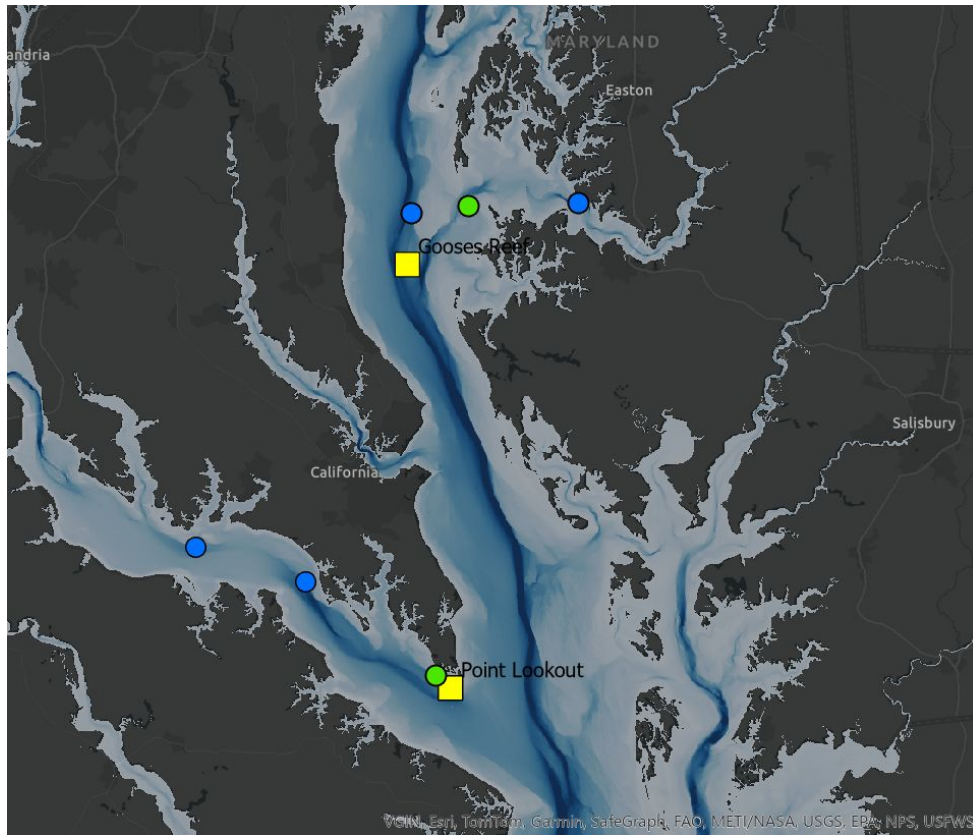 MARYLAND
andria
Easton
Gooses Reef
Salisbury
California
Point Lookout
VGIN, Esri, TomTom, Garmin, SafeGraph, FAO, METI/NASA, USGS, EPA, NPS, USFWS